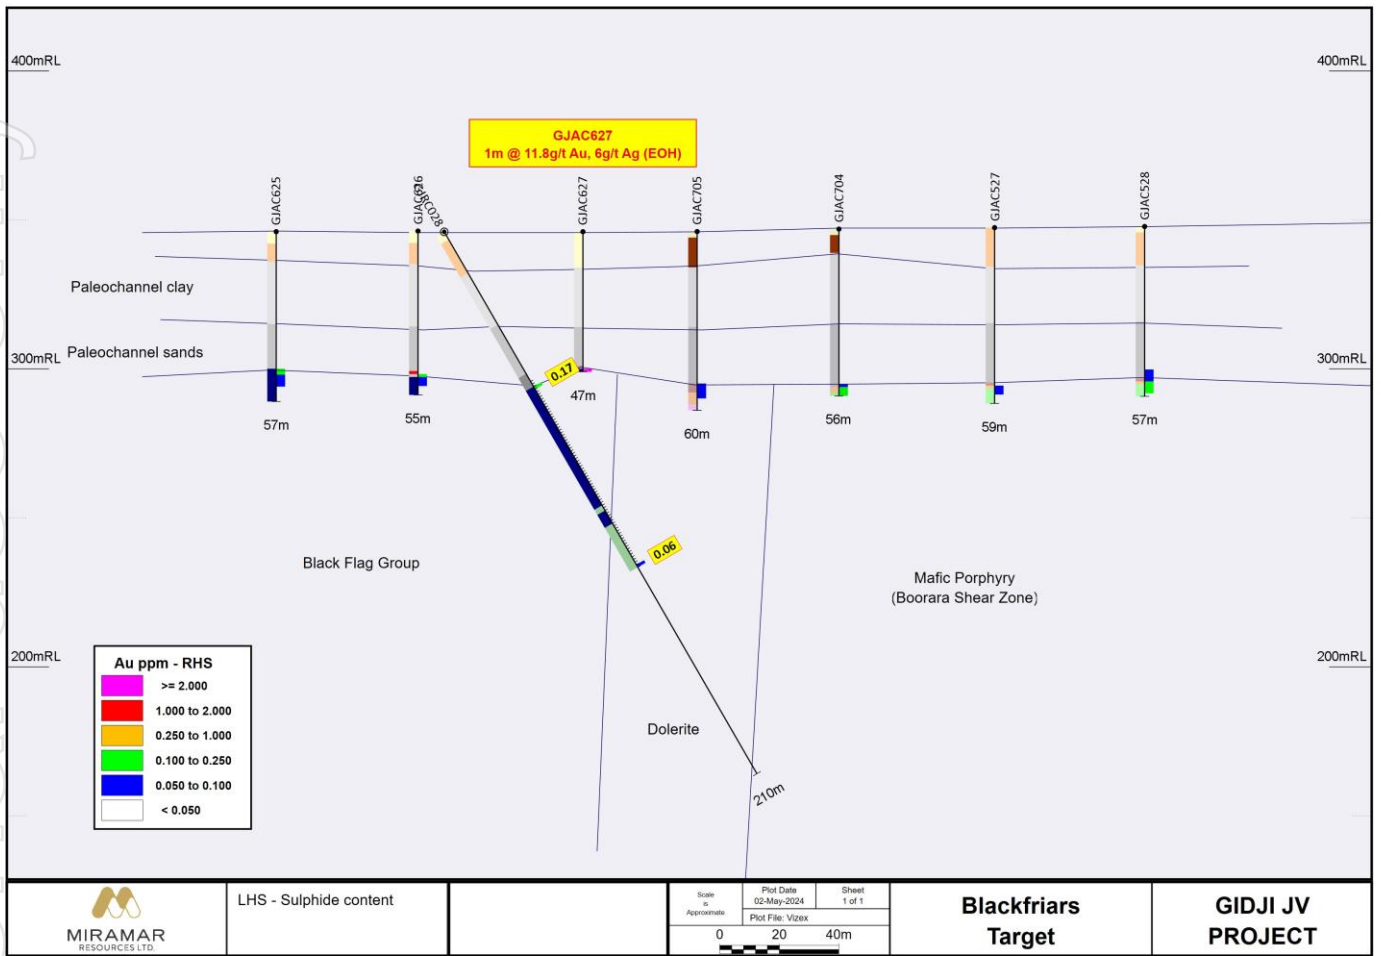 400mRL
400mRL
GJAC627
1m @ 11.8g/t Au, 6g/t Ag (EOH)
GJAC625
GJAC626
GJAC627
GJAC705
GJAC704
GJAC527
GJAC528
Paleochannel clay
Paleochannel sands
300mRL
300mRL
0.17
57m
55m
47m
60m
56m
59m
57m
0.06
Black Flag Group
Mafic Porphyry
(Boorara Shear Zone)
200mRL
200mRL
Dolerite
210m
Au ppm - RHS
>= 2.000
1.000 to 2.000
0.250 to 1.000
0.100 to 0.250
0.050 to 0.100
< 0.050
MIRAMAR
RESOURCES LTD.
LHS - Sulphide content
Scale
is
Approximate
Plot Date
02-May-2024
Sheet
1 of 1
Plot File: Vizex
0 20 40m
Blackfriars
Target
GIDJI JV
PROJECT